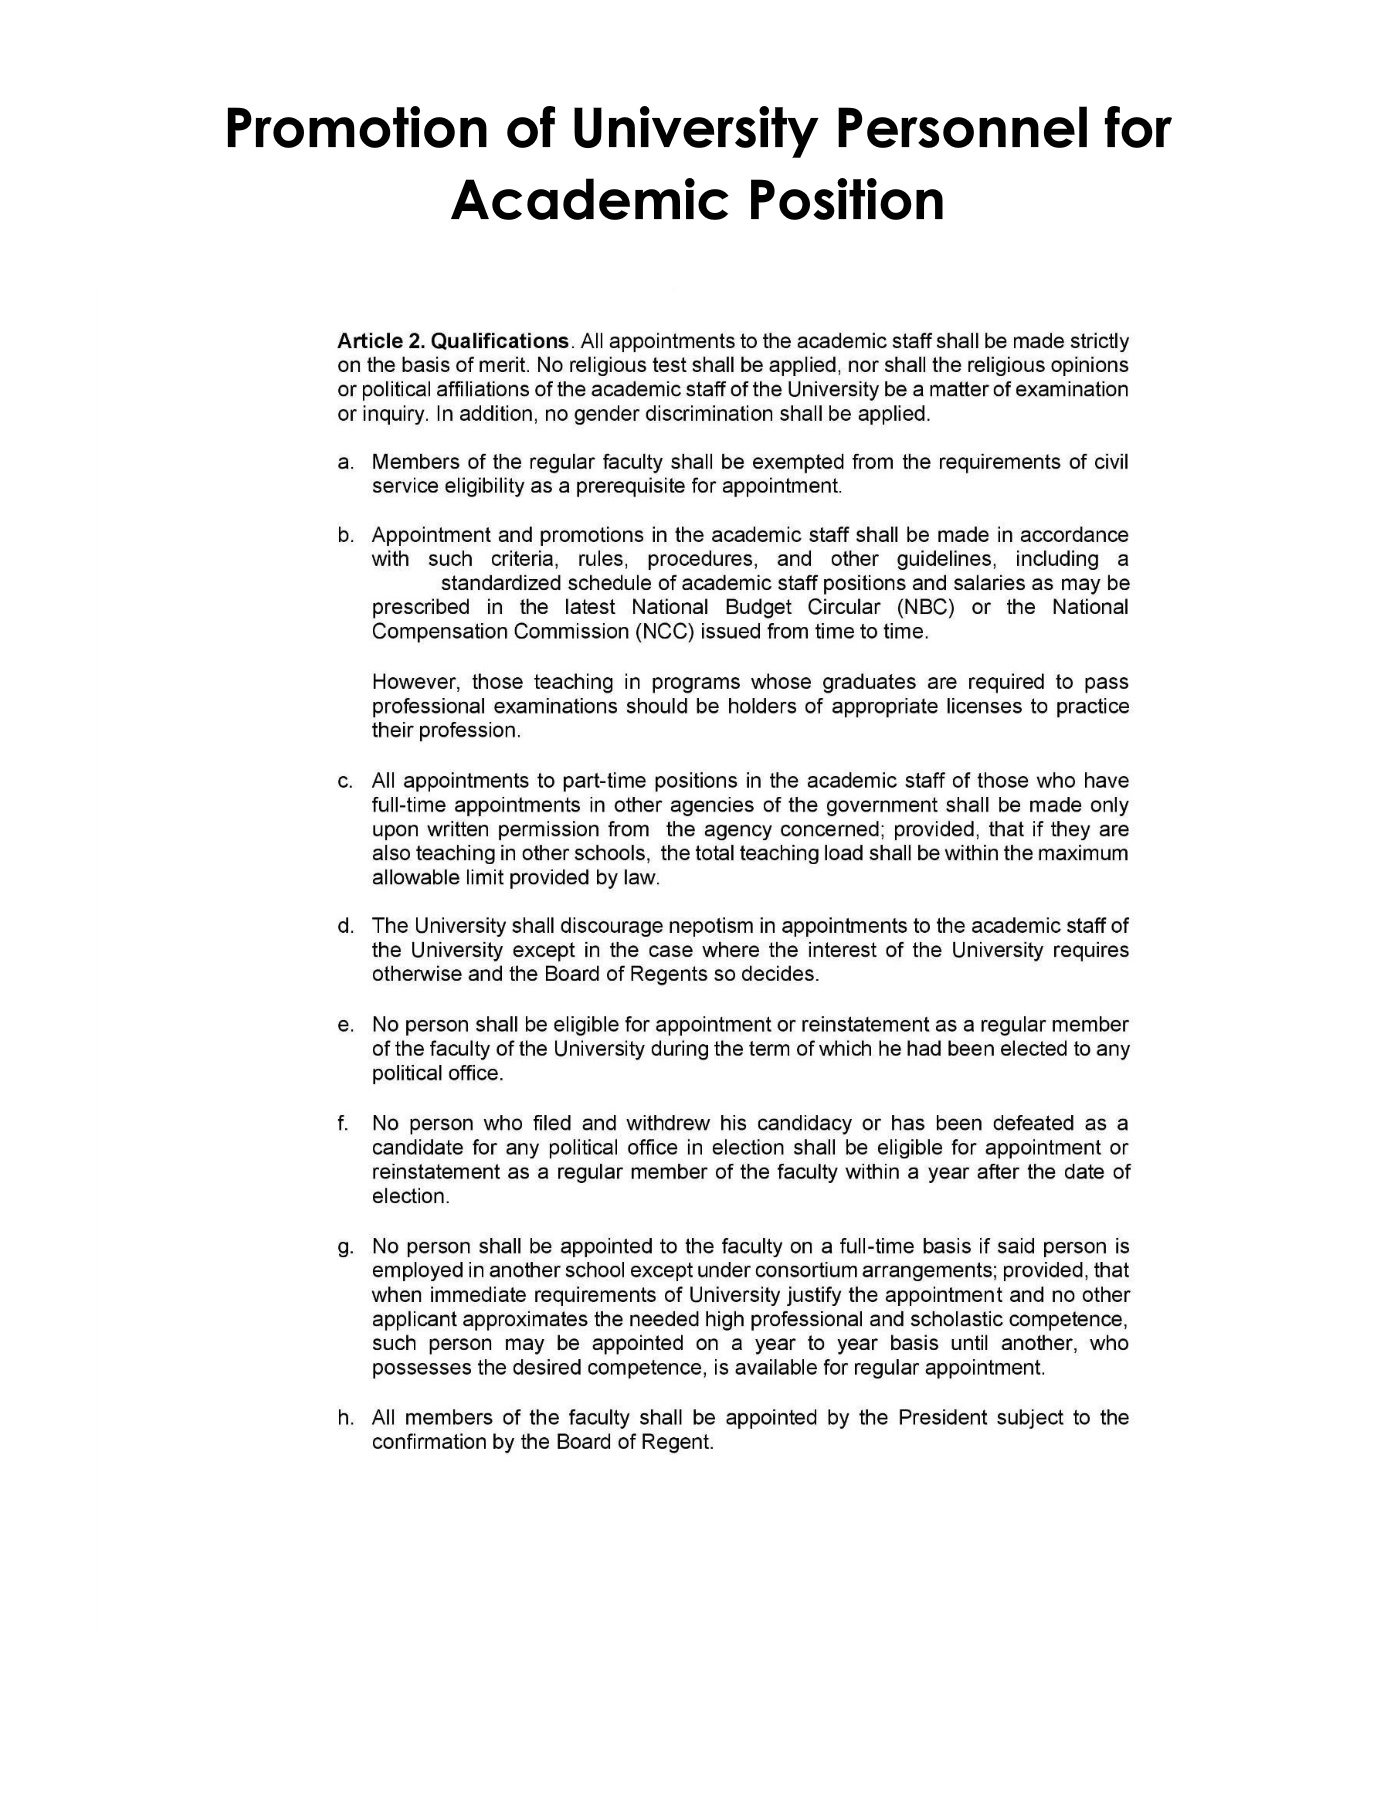 Promotion of University Personnel for
Academic Position
Article 2. Qualifications. All appointments to the academic staff shall be made strictly
on the basis of merit. No religious test shall be applied, nor shall the religious opinions
or political affiliations of the academic staff of the University be a matter of examination
or inquiry. In addition, no gender discrimination shall be applied.
a. Members of the regular faculty shall be exempted from the requirements of civil
service eligibility as a prerequisite for appointment.
b. Appointment and promotions in the academic staff shall be made in accordance
with such criteria, rules, procedures, and other guidelines, including a
standardized schedule of academic staff positions and salaries as may be
prescribed in the latest National Budget Circular (NBC) or the National
Compensation Commission (NCC) issued from time to time.
However, those teaching in programs whose graduates are required to pass
professional examinations should be holders of appropriate licenses to practice
their profession.
c. All appointments to part-time positions in the academic staff of those who have
full-time appointments in other agencies of the government shall be made only
upon written permission from the agency concerned; provided, that if they are
also teaching in other schools, the total teaching load shall be within the maximum
allowable limit provided by law.
d. The University shall discourage nepotism in appointments to the academic staff of
the University except in the case where the interest of the University requires
otherwise and the Board of Regents so decides.
e. No person shall be eligible for appointment or reinstatement as a regular member
of the faculty of the University during the term of which he had been elected to any
political office.
f. No person who filed and withdrew his candidacy or has been defeated as a
candidate for any political office in election shall be eligible for appointment or
reinstatement as a regular member of the faculty within a year after the date of
election.
g. No person shall be appointed to the faculty on a full-time basis if said person is
employed in another school except under consortium arrangements; provided, that
when immediate requirements of University justify the appointment and no other
applicant approximates the needed high professional and scholastic competence,
such person may be appointed on a year to year basis until another, who
possesses the desired competence, is available for regular appointment.
h. All members of the faculty shall be appointed by the President subject to the
confirmation by the Board of Regent.